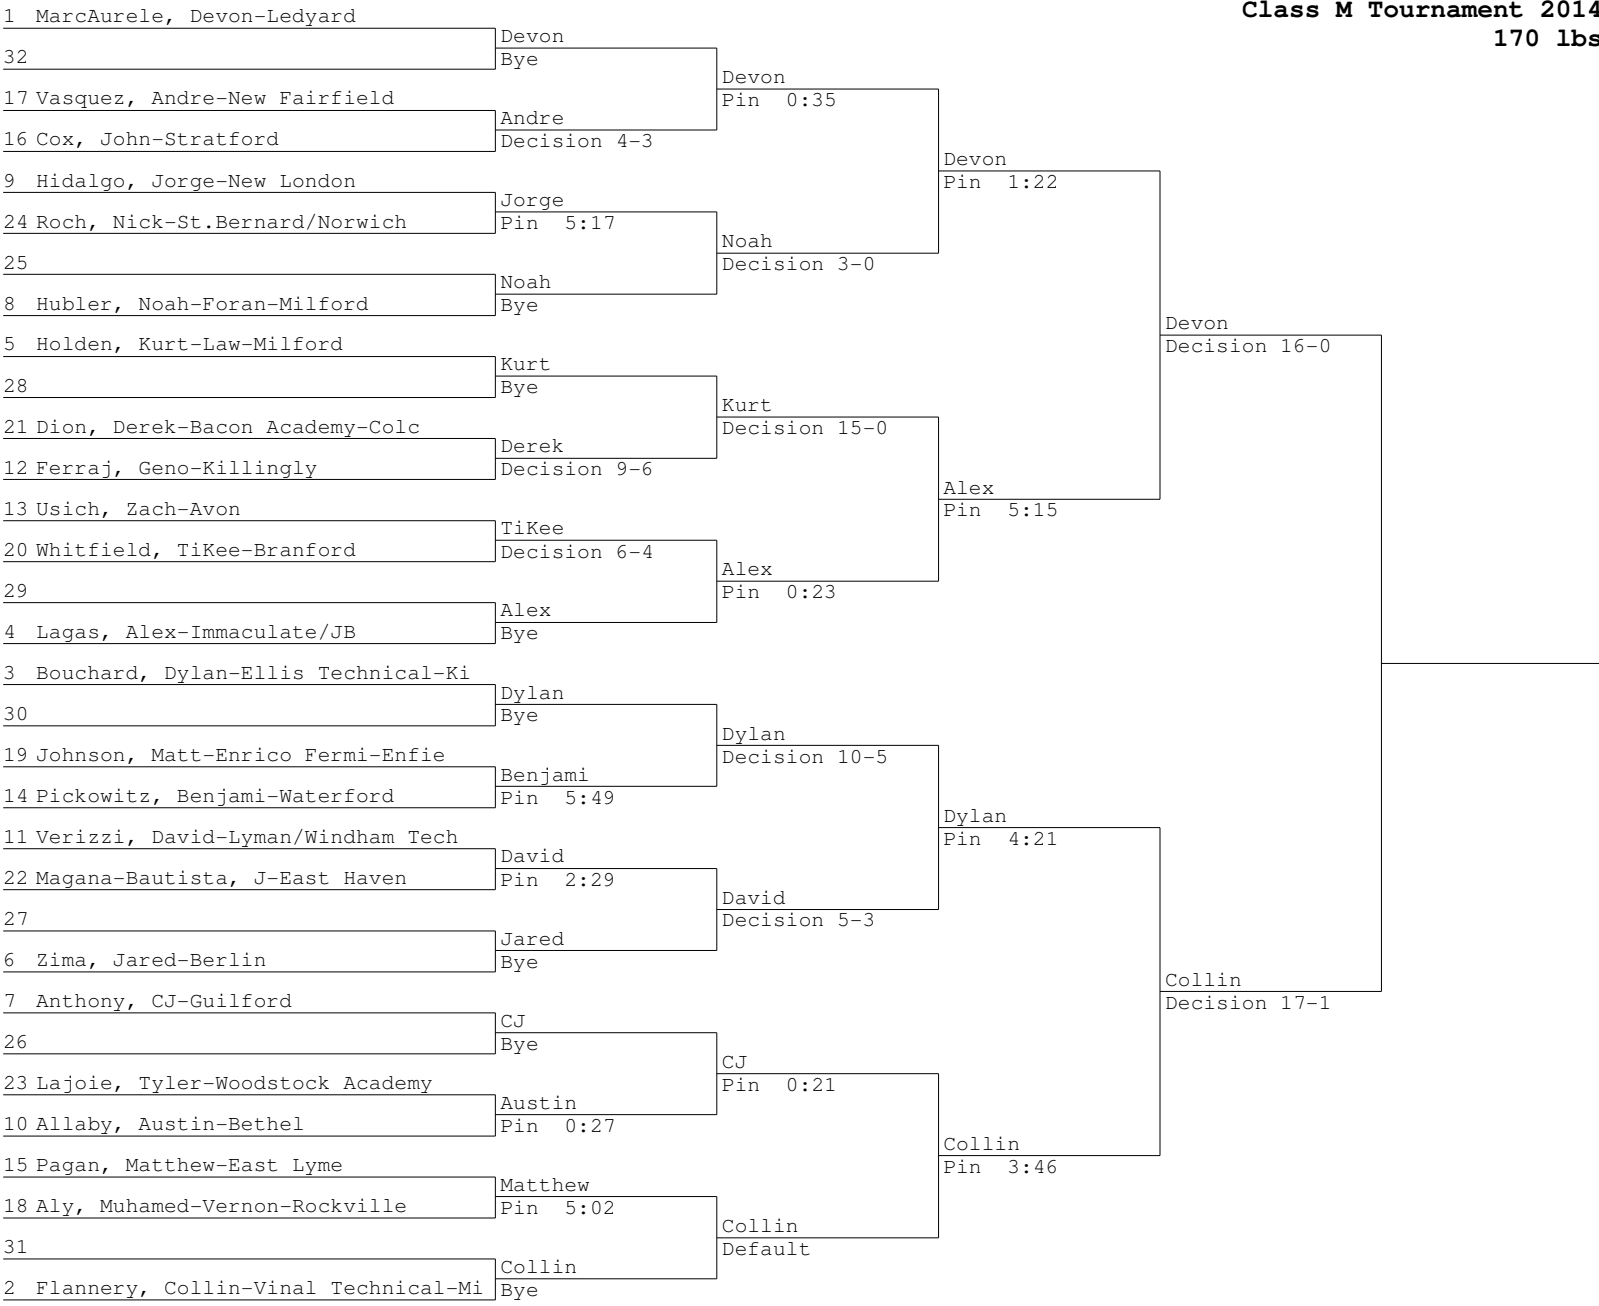 Class M Tournament 2014
170 lbs
1 MarcAurele, Devon-Ledyard
32
17 Vasquez, Andre-New Fairfield
16 Cox, John-Stratford
9 Hidalgo, Jorge-New London
24 Roch, Nick-St.Bernard/Norwich
25
8 Hubler, Noah-Foran-Milford
5 Holden, Kurt-Law-Milford
28
21 Dion, Derek-Bacon Academy-Colc
12 Ferraj, Geno-Killingly
13 Usich, Zach-Avon
20 Whitfield, TiKee-Branford
29
4 Lagas, Alex-Immaculate/JB
3 Bouchard, Dylan-Ellis Technical-Ki
30
19 Johnson, Matt-Enrico Fermi-Enfie
14 Pickowitz, Benjami-Waterford
11 Verizzi, David-Lyman/Windham Tech
22 Magana-Bautista, J-East Haven
27
6 Zima, Jared-Berlin
7 Anthony, CJ-Guilford
26
23 Lajoie, Tyler-Woodstock Academy
10 Allaby, Austin-Bethel
15 Pagan, Matthew-East Lyme
18 Aly, Muhamed-Vernon-Rockville
31
2 Flannery, Collin-Vinal Technical-Mi
Devon
Bye
Andre
Decision 4-3
Jorge
Pin 5:17
Noah
Bye
Kurt
Bye
Derek
Decision 9-6
TiKee
Decision 6-4
Alex
Bye
Dylan
Bye
Benjami
Pin 5:49
David
Pin 2:29
Jared
Bye
CJ
Bye
Austin
Pin 0:27
Matthew
Pin 5:02
Collin
Bye
Devon
Pin 0:35
Noah
Decision 3-0
Kurt
Decision 15-0
Alex
Pin 0:23
Dylan
Decision 10-5
David
Decision 5-3
CJ
Pin 0:21
Collin
Default
Devon
Pin 1:22
Alex
Pin 5:15
Dylan
Pin 4:21
Collin
Pin 3:46
Devon
Decision 16-0
Collin
Decision 17-1